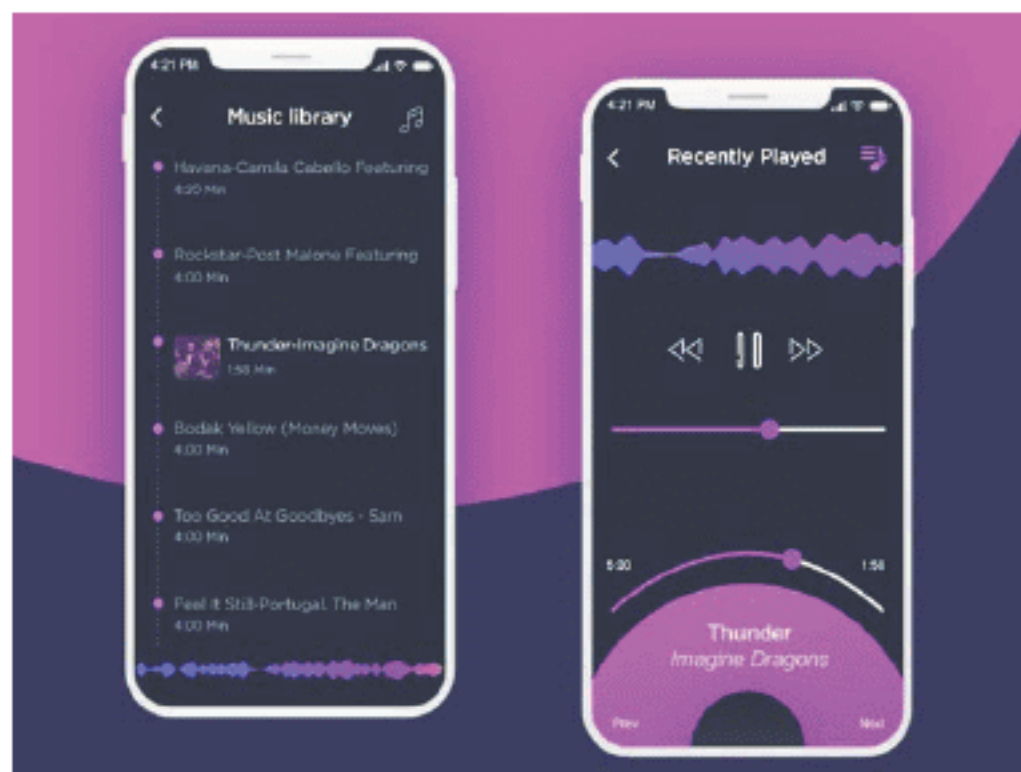 4:21 PM
Music library
Havana-Camila Cabello Featuring
4:20 Min
Rockstar-Post Malone Featuring
4:00 Min
Thunder-Imagine Dragons
1:58 Min
Bodak Yellow (Money Moves)
4:00 Min
Too Good At Goodbyes - Sam
4:00 Min
Feel It Still-Portugal. The Man
4:00 Min
4:21 PM
Recently Played
5:00
1:58
Thunder
Imagine Dragons
Prev
Next